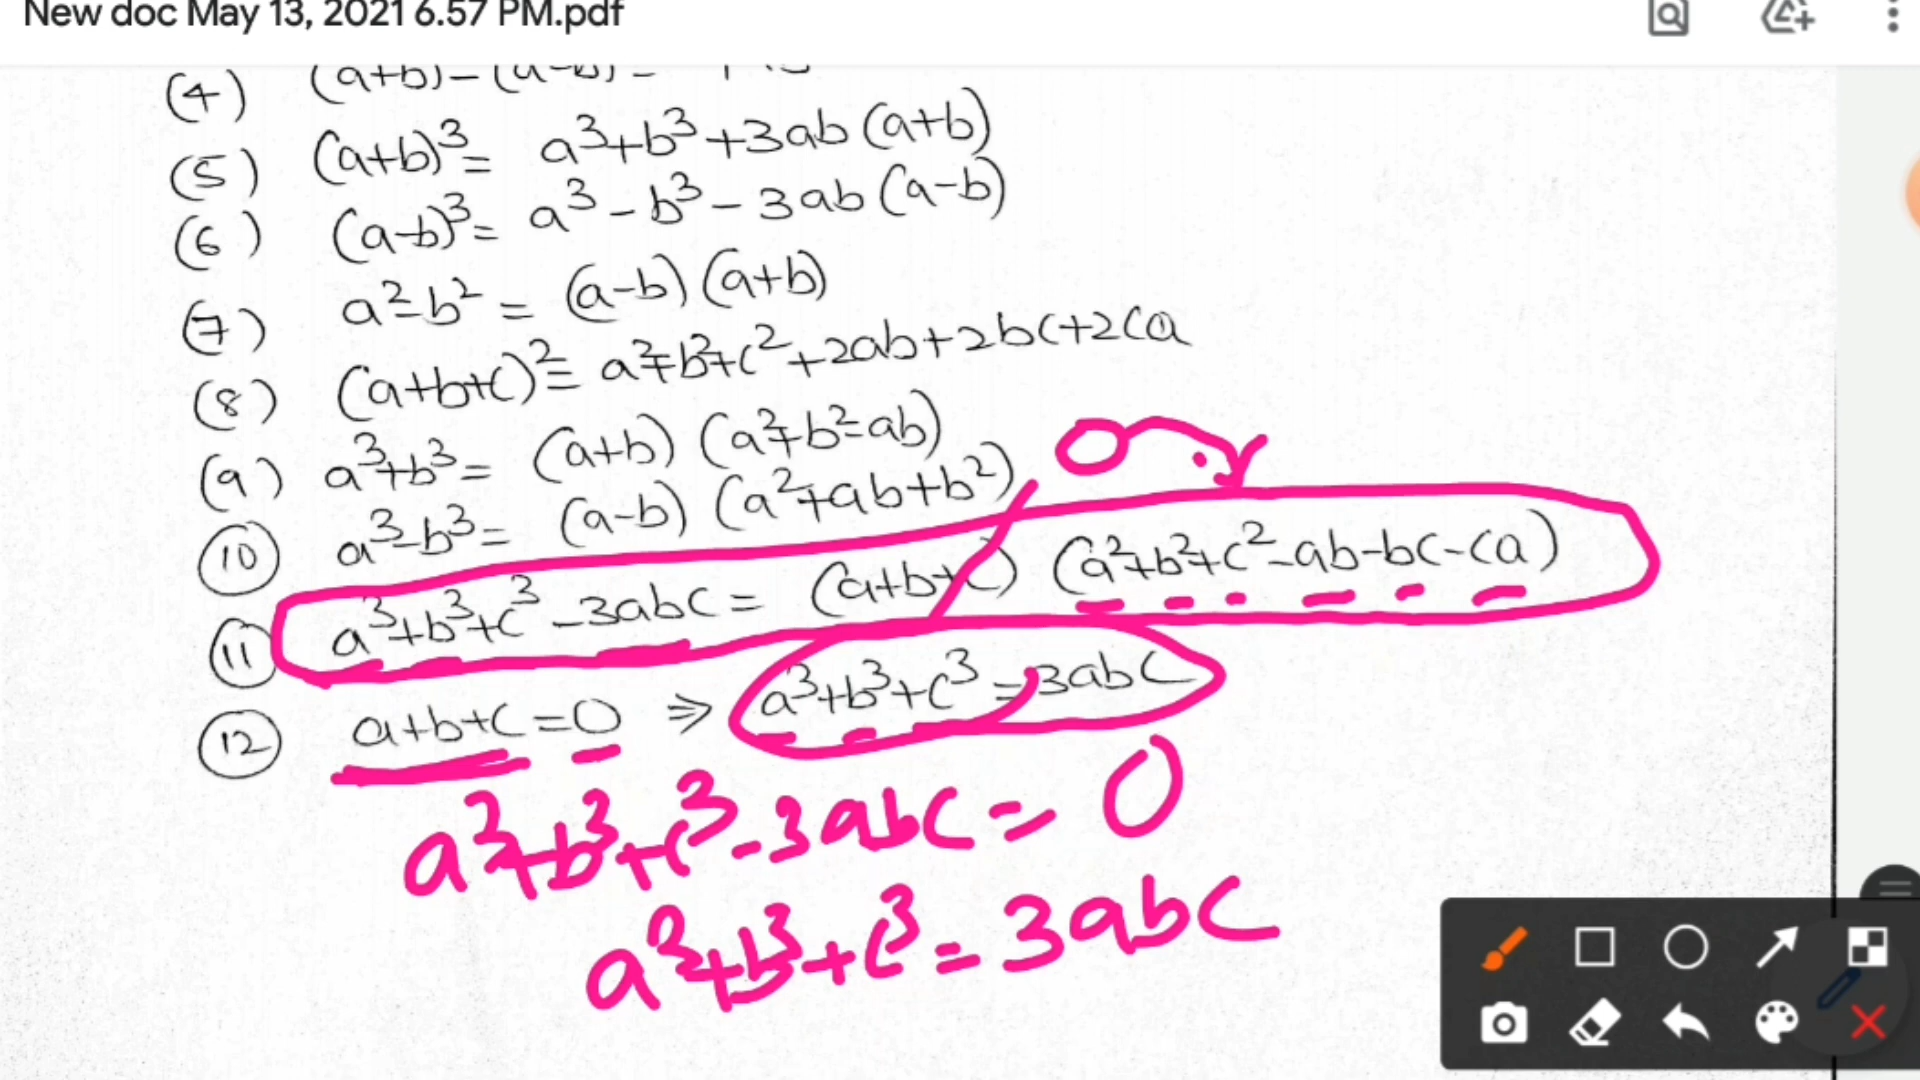 New doc May 13, 2021 6.57 PM.pdf
(4) (a+b) - (a-b) =
(5) (a+b)³ = a³+b³+3ab(a+b)
(6) (a-b)³ = a³-b³-3ab(a-b)
(7) a²-b² = (a-b)(a+b)
(8) (a+b+c)² = a²+b²+c²+2ab+2bc+2ca
(9) a³+b³ = (a+b)(a²+b²-ab)
(10) a³-b³ = (a-b)(a²+ab+b²)
0
(11) a³+b³+c³-3abc = (a+b+c)(a²+b²+c²-ab-bc-ca)
(12) a+b+c=0 ⇒ a³+b³+c³=3abc
a³+b³+c³-3abc = 0
a³+b³+c³=3abc